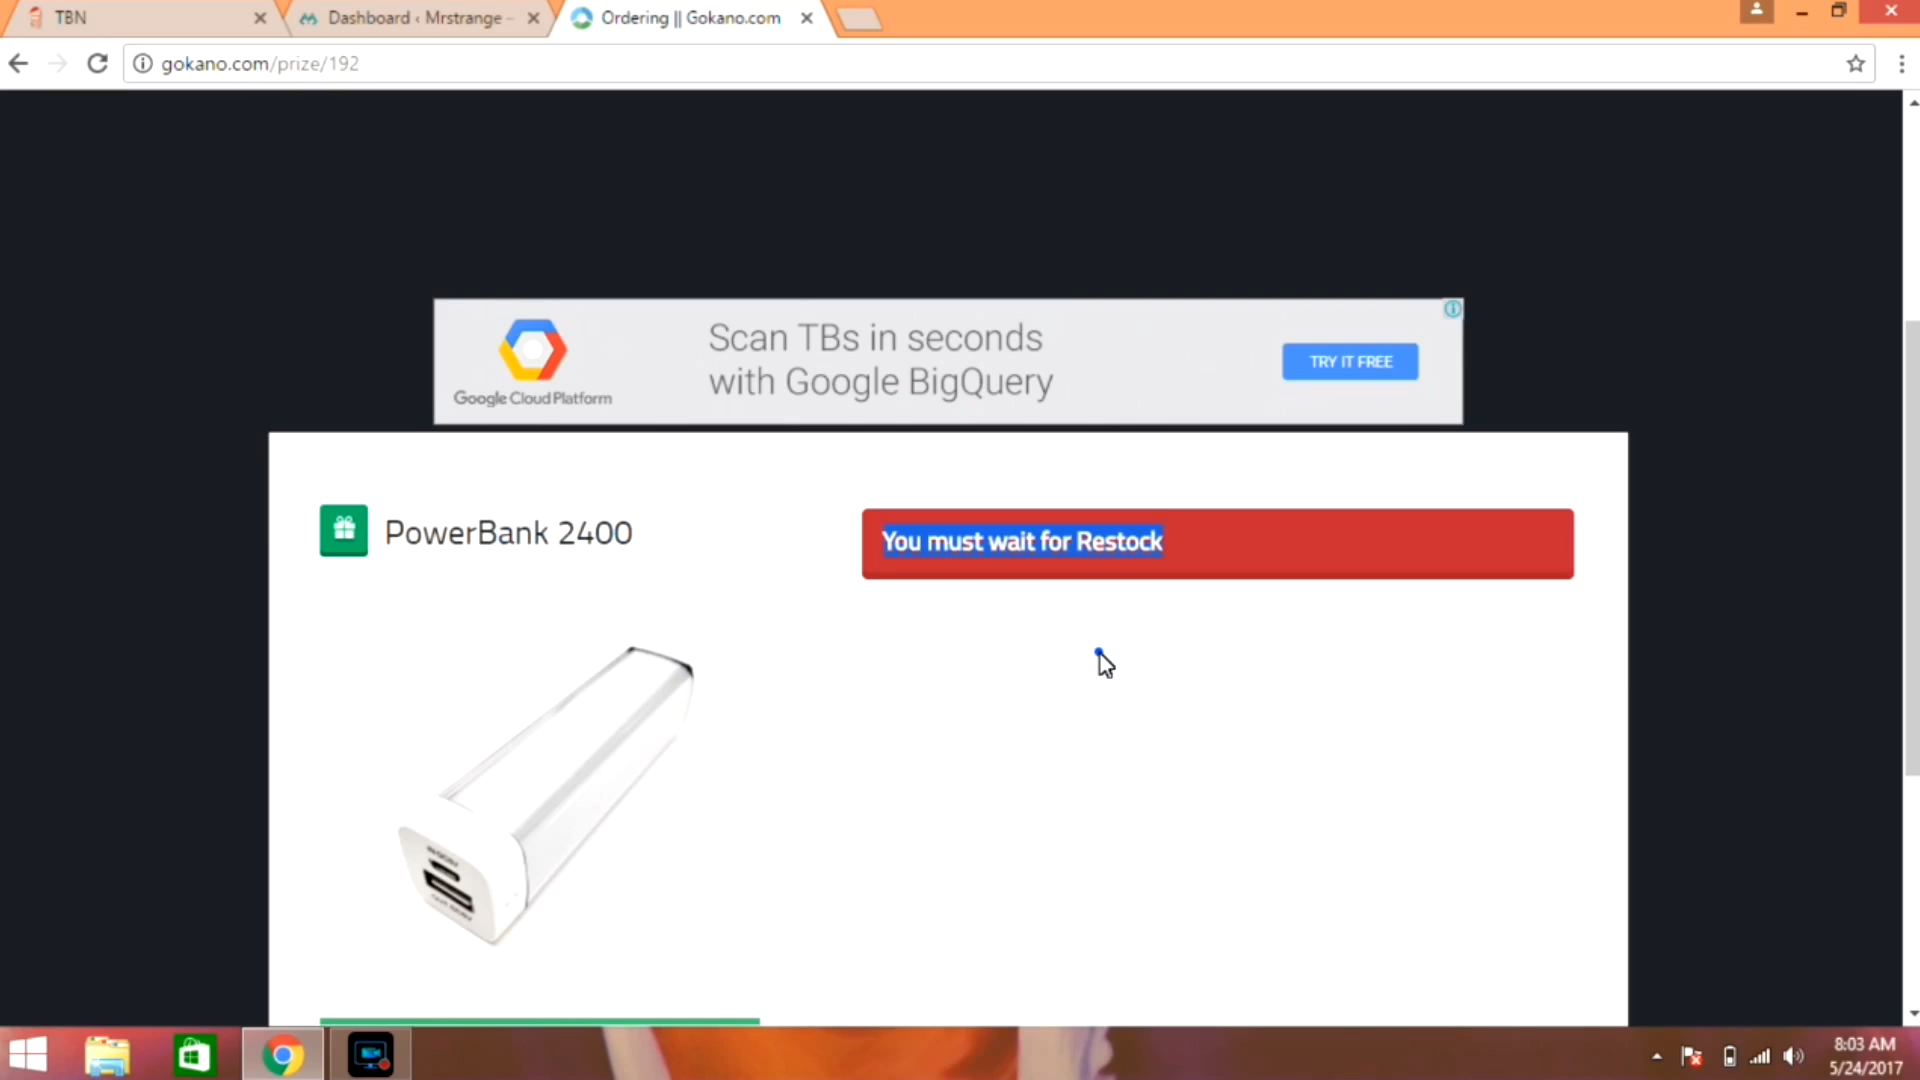 TBN
Dashboard ‹ Mrstrange –
Ordering || Gokano.com
gokano.com/prize/192
Scan TBs in seconds
with Google BigQuery
TRY IT FREE
Google Cloud Platform
PowerBank 2400
You must wait for Restock
8:03 AM
5/24/2017